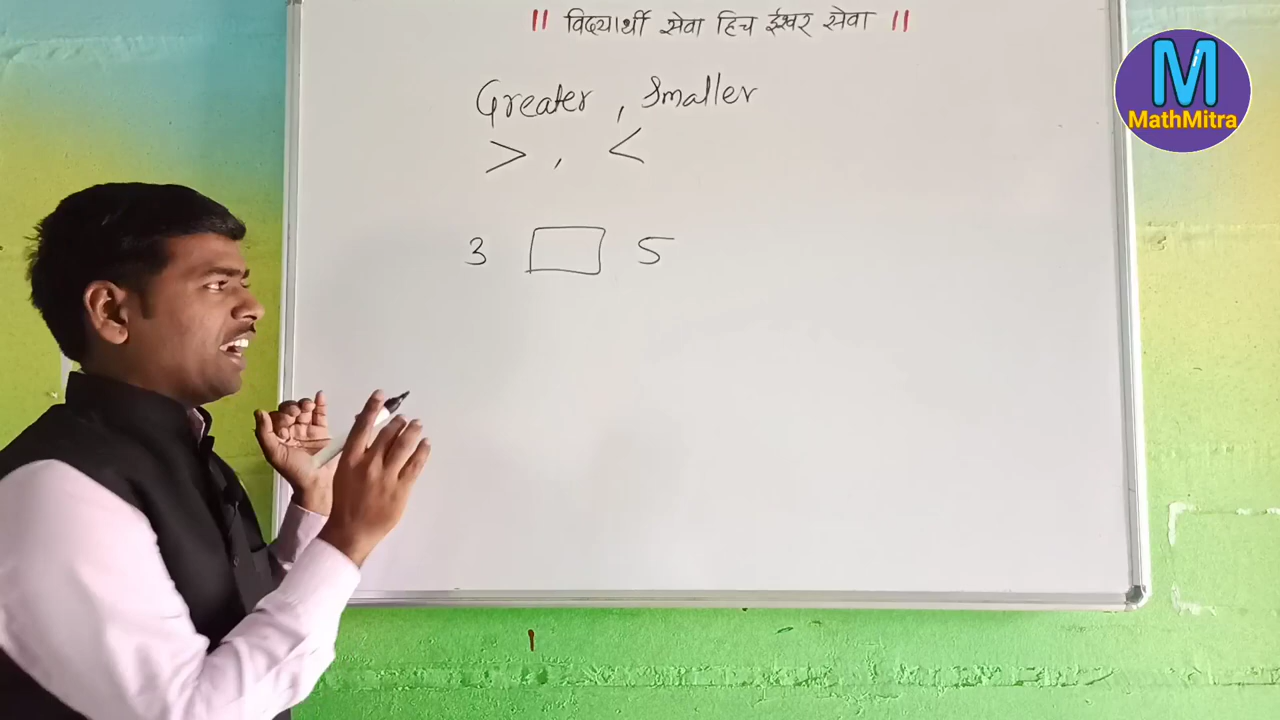 || विद्यार्थी सेवा हिच ईश्वर सेवा ||
Greater , Smaller
> , <
3 5
M
MathMitra